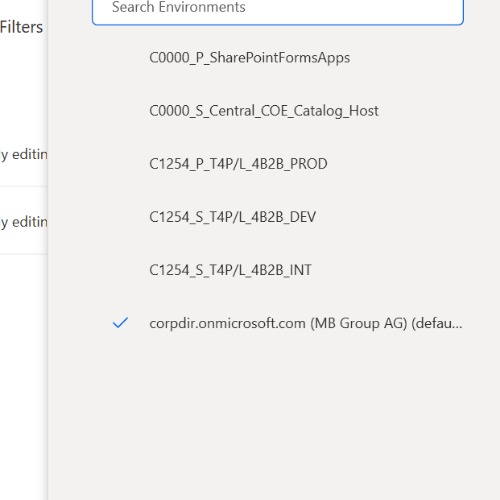 Search Environments
Filters
C0000_P_SharePointFormsApps
C0000_S_Central_COE_Catalog_Host
y editin
C1254_P_T4P/L_4B2B_PROD
C1254_S_T4P/L_4B2B_DEV
y editin
C1254_S_T4P/L_4B2B_INT
corpdir.onmicrosoft.com (MB Group AG) (defau...